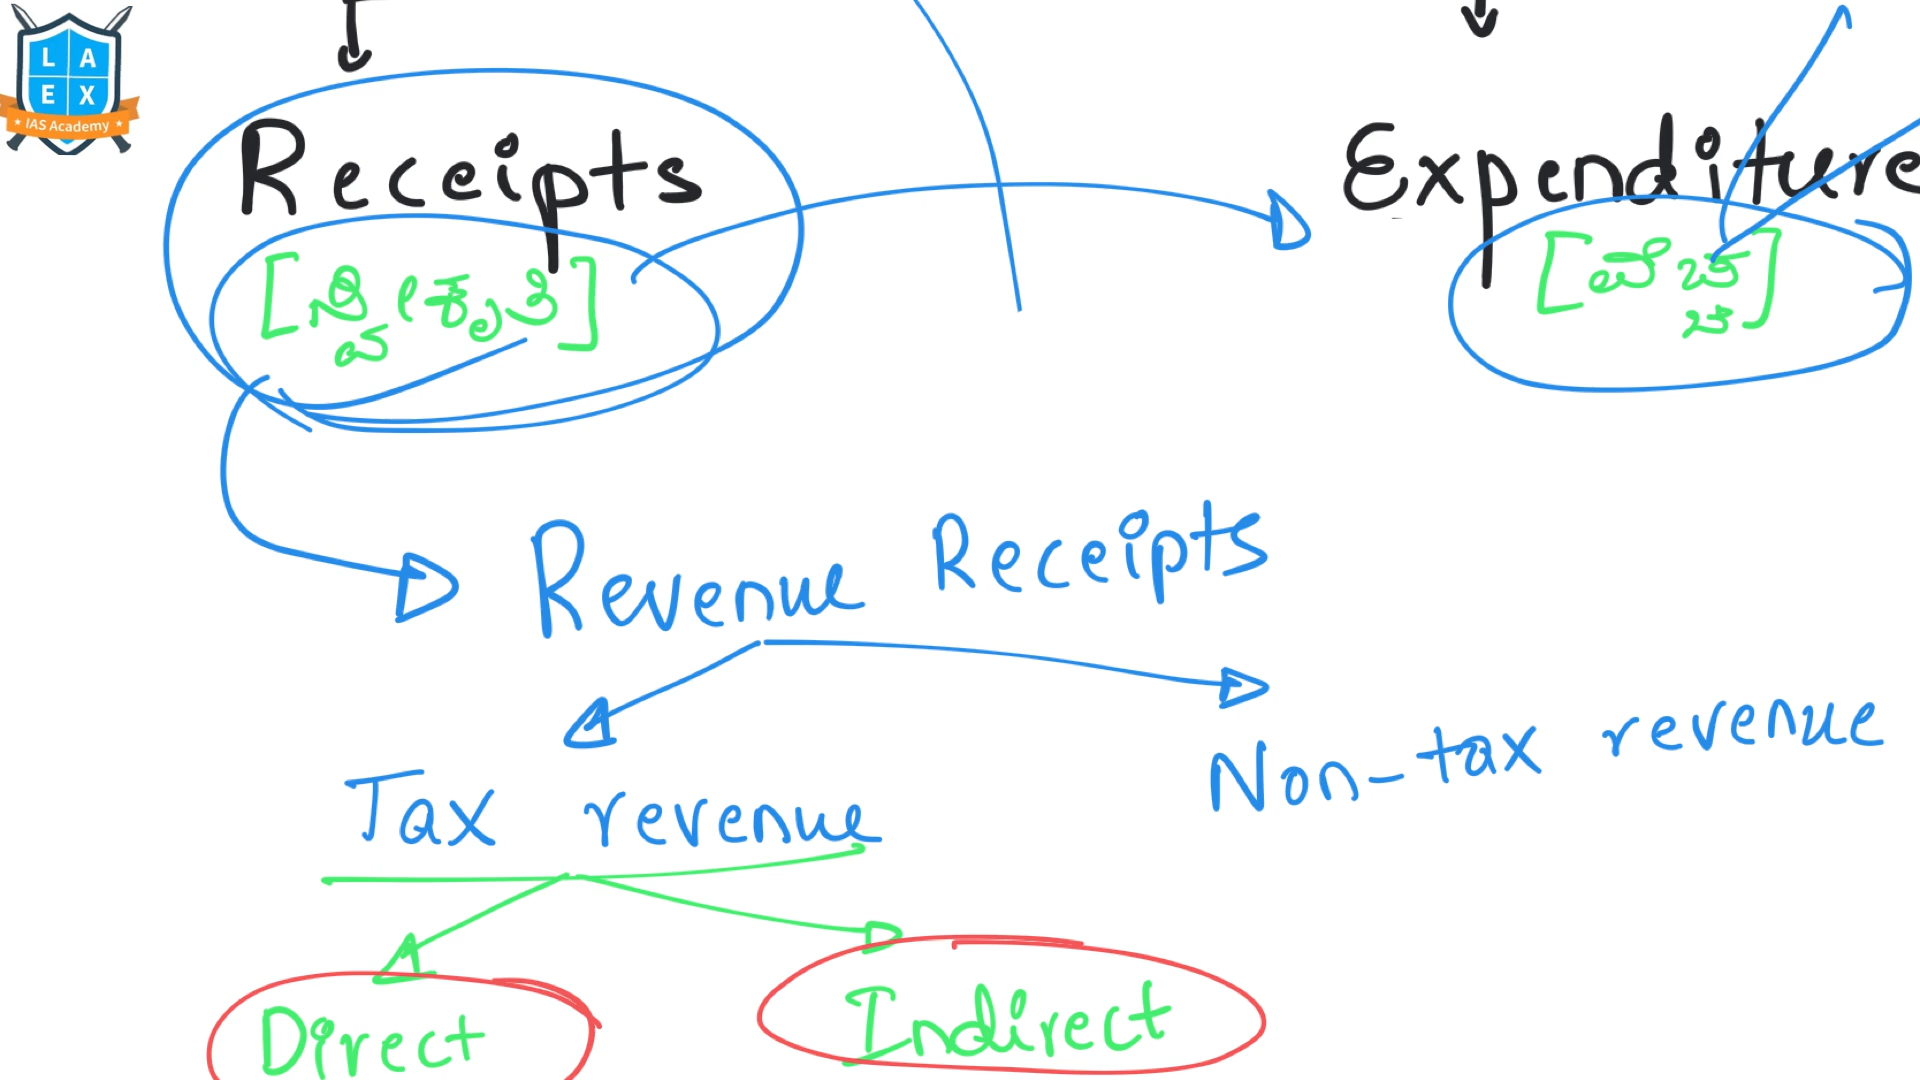 L A
E X
IAS Academy
Receipts
Expenditure
Revenue Receipts
Tax revenue
Non-tax revenue
Direct
Indirect